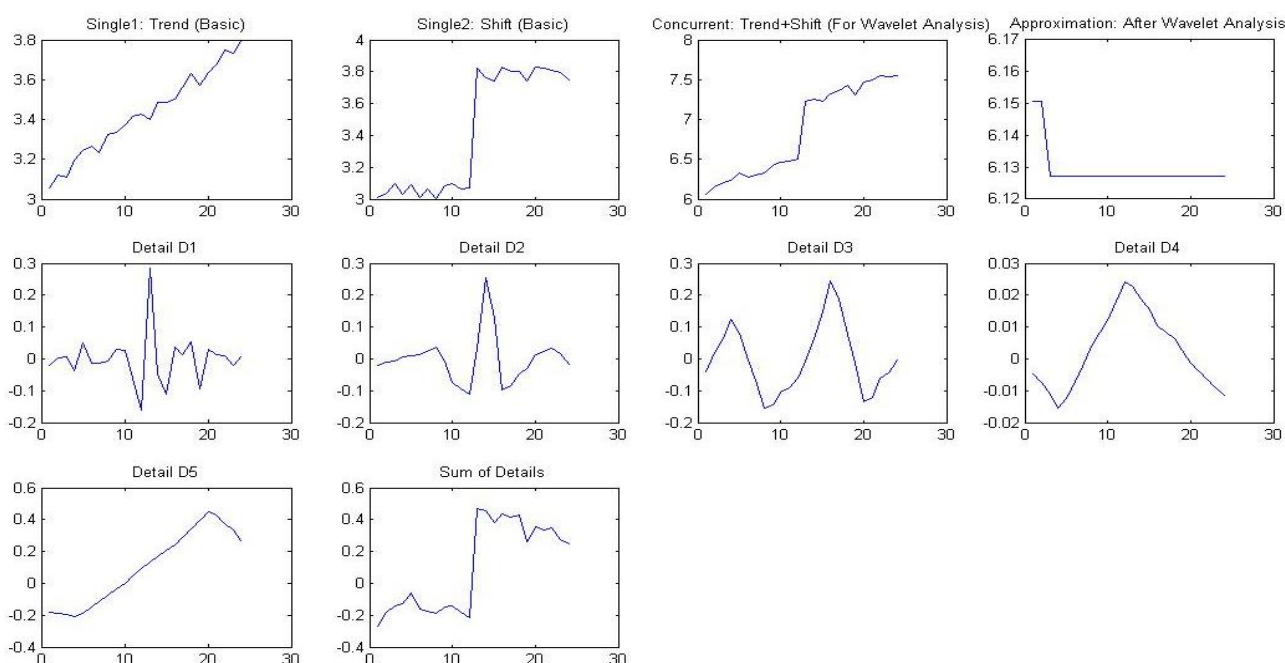 Single1: Trend (Basic)
Single2: Shift (Basic)
Concurrent: Trend+Shift (For Wavelet Analysis)
Approximation: After Wavelet Analysis
3.8
3.6
3.4
3.2
3
0 10 20 30
4
3.8
3.6
3.4
3.2
3
0 10 20 30
8
7.5
7
6.5
6
0 10 20 30
6.17
6.16
6.15
6.14
6.13
6.12
0 10 20 30
Detail D1
Detail D2
Detail D3
Detail D4
0.3
0.2
0.1
0
-0.1
-0.2
0 10 20 30
0.3
0.2
0.1
0
-0.1
-0.2
0 10 20 30
0.3
0.2
0.1
0
-0.1
-0.2
0 10 20 30
0.03
0.02
0.01
0
-0.01
-0.02
0 10 20 30
Detail D5
Sum of Details
0.6
0.4
0.2
0
-0.2
-0.4
0 10 20 30
0.6
0.4
0.2
0
-0.2
-0.4
0 10 20 30